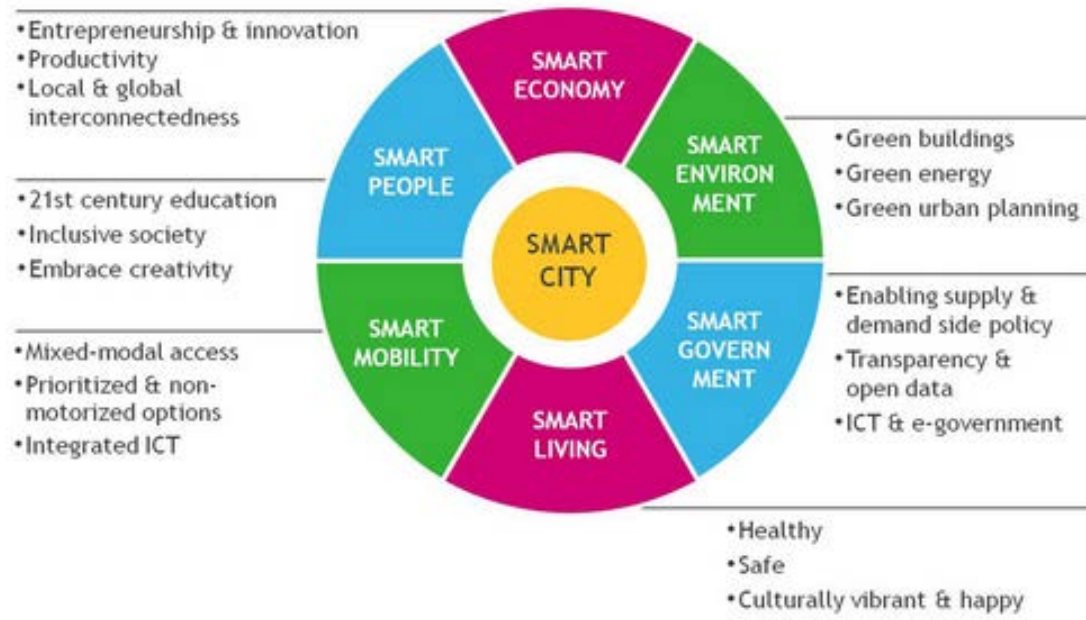 • Entrepreneurship & innovation
• Productivity
• Local & global
interconnectedness
SMART
ECONOMY
SMART
PEOPLE
SMART
ENVIRON
MENT
• Green buildings
• Green energy
• Green urban planning
• 21st century education
• Inclusive society
• Embrace creativity
SMART
CITY
SMART
MOBILITY
SMART
GOVERN
MENT
• Enabling supply &
demand side policy
• Transparency &
open data
• ICT & e-government
• Mixed-modal access
• Prioritized & non-
motorized options
• Integrated ICT
SMART
LIVING
• Healthy
• Safe
• Culturally vibrant & happy